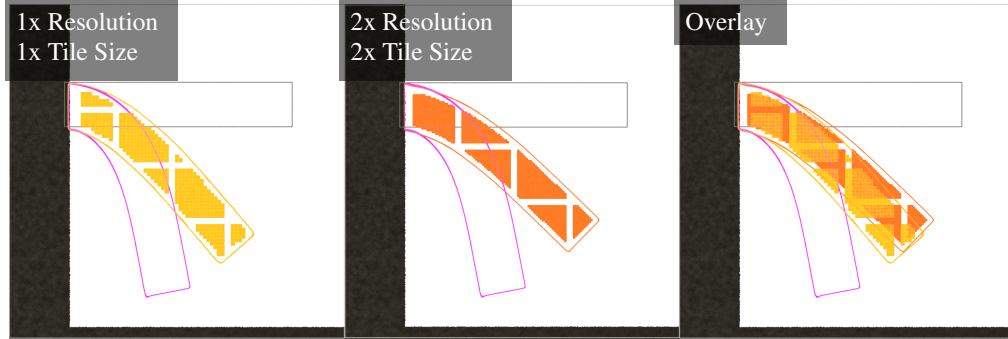 1x Resolution
1x Tile Size
2x Resolution
2x Tile Size
Overlay